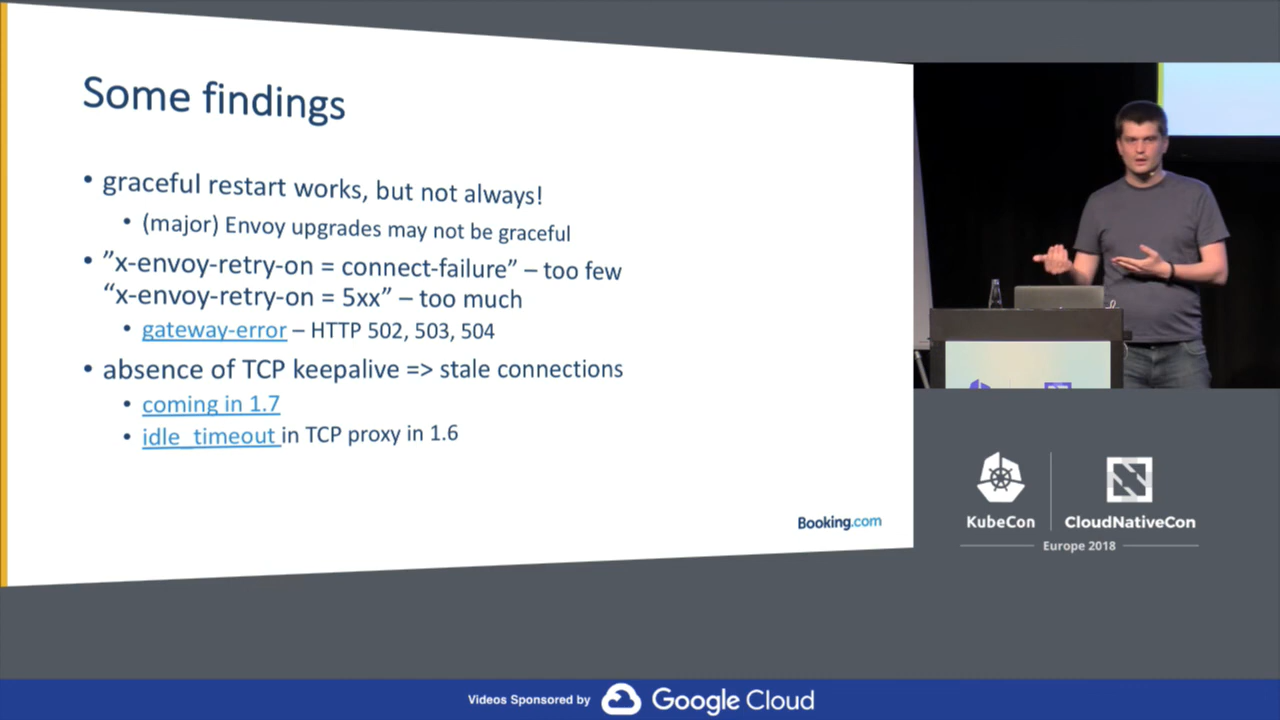 Some findings
• graceful restart works, but not always!
• (major) Envoy upgrades may not be graceful
• ”x-envoy-retry-on = connect-failure” – too few
“x-envoy-retry-on = 5xx” – too much
• gateway-error – HTTP 502, 503, 504
• absence of TCP keepalive => stale connections
• coming in 1.7
• idle_timeout in TCP proxy in 1.6
Booking.com
KubeCon
CloudNativeCon
Europe 2018
Videos Sponsored by
Google Cloud